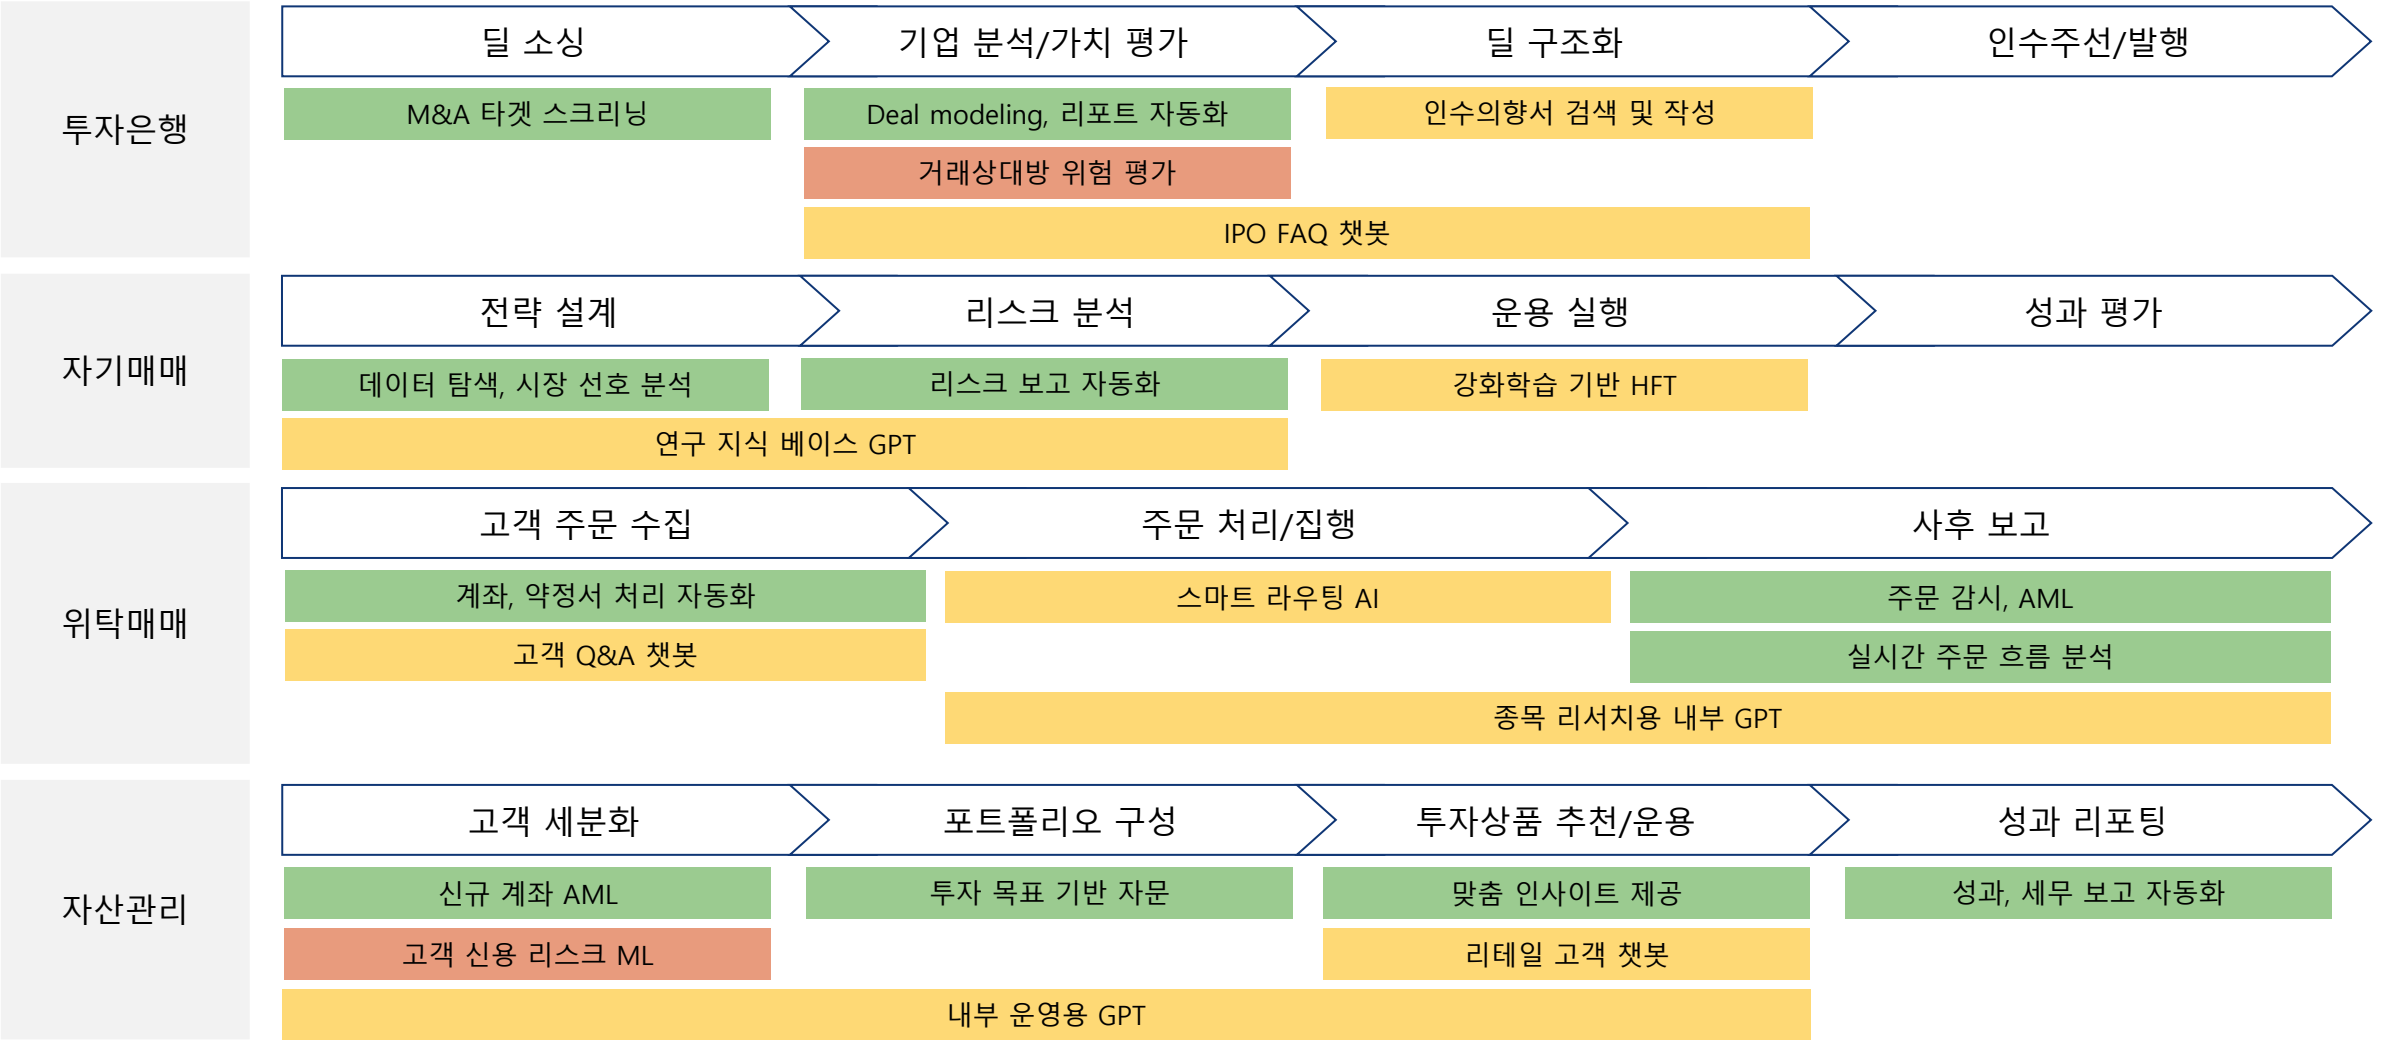 투자은행
딜 소싱
기업 분석/가치 평가
딜 구조화
인수주선/발행
M&A 타겟 스크리닝
Deal modeling, 리포트 자동화
인수의향서 검색 및 작성
거래상대방 위험 평가
IPO FAQ 챗봇
자기매매
전략 설계
리스크 분석
운용 실행
성과 평가
데이터 탐색, 시장 선호 분석
리스크 보고 자동화
강화학습 기반 HFT
연구 지식 베이스 GPT
위탁매매
고객 주문 수집
주문 처리/집행
사후 보고
계좌, 약정서 처리 자동화
스마트 라우팅 AI
주문 감시, AML
고객 Q&A 챗봇
실시간 주문 흐름 분석
종목 리서치용 내부 GPT
자산관리
고객 세분화
포트폴리오 구성
투자상품 추천/운용
성과 리포팅
신규 계좌 AML
투자 목표 기반 자문
맞춤 인사이트 제공
성과, 세무 보고 자동화
고객 신용 리스크 ML
리테일 고객 챗봇
내부 운영용 GPT